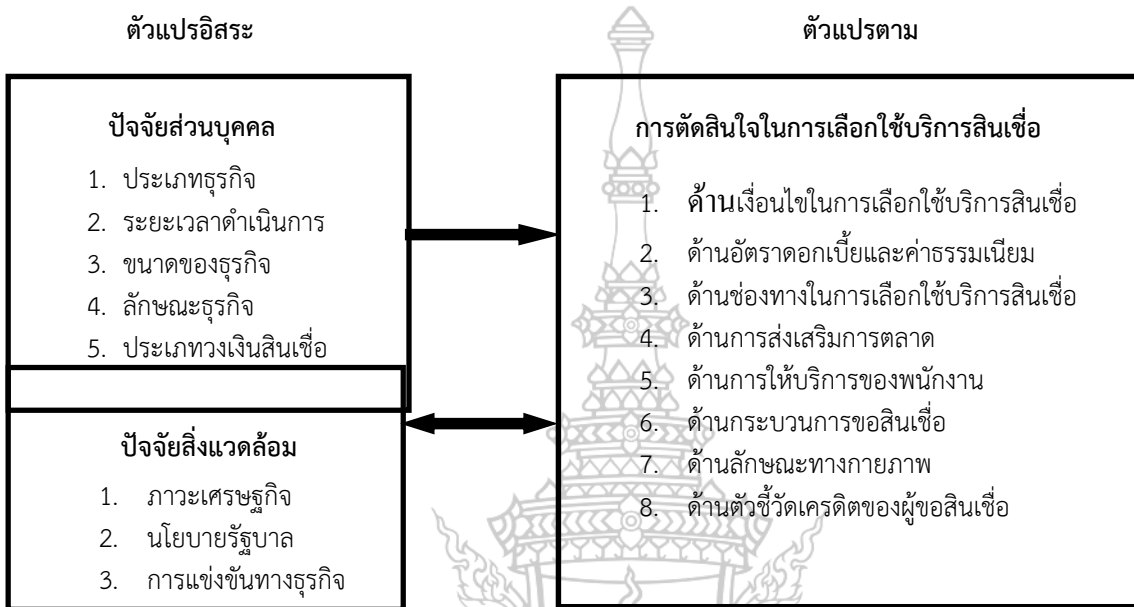 ตัวแปรอิสระ
ตัวแปรตาม
ปัจจัยส่วนบุคคล
1. ประเภทธุรกิจ
2. ระยะเวลาดำเนินการ
3. ขนาดของธุรกิจ
4. ลักษณะธุรกิจ
5. ประเภทวงเงินสินเชื่อ
ปัจจัยสิ่งแวดล้อม
1. ภาวะเศรษฐกิจ
2. นโยบายรัฐบาล
3. การแข่งขันทางธุรกิจ
การตัดสินใจในการเลือกใช้บริการสินเชื่อ
1. ด้านเงื่อนไขในการเลือกใช้บริการสินเชื่อ
2. ด้านอัตราดอกเบี้ยและค่าธรรมเนียม
3. ด้านช่องทางในการเลือกใช้บริการสินเชื่อ
4. ด้านการส่งเสริมการตลาด
5. ด้านการให้บริการของพนักงาน
6. ด้านกระบวนการขอสินเชื่อ
7. ด้านลักษณะทางกายภาพ
8. ด้านตัวชี้วัดเครดิตของผู้ขอสินเชื่อ